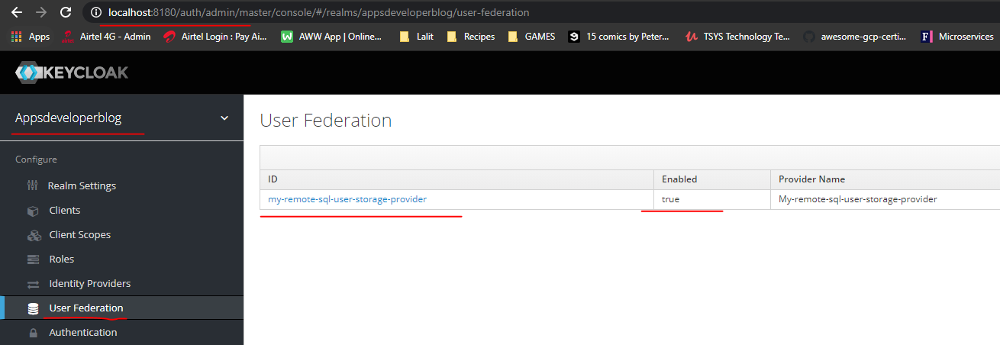 localhost:8180/auth/admin/master/console/#/realms/appsdeveloperblog/user-federation
Apps Airtel 4G - Admin Airtel Login : Pay Ai... AWW App | Online... Lalit Recipes GAMES 15 comics by Peter... TSYS Technology Te... awesome-gcp-certi... Microservices
KEYCLOAK
Appsdeveloperblog
Configure
Realm Settings
Clients
Client Scopes
Roles
Identity Providers
User Federation
Authentication
User Federation
ID Enabled Provider Name
my-remote-sql-user-storage-provider true My-remote-sql-user-storage-provider